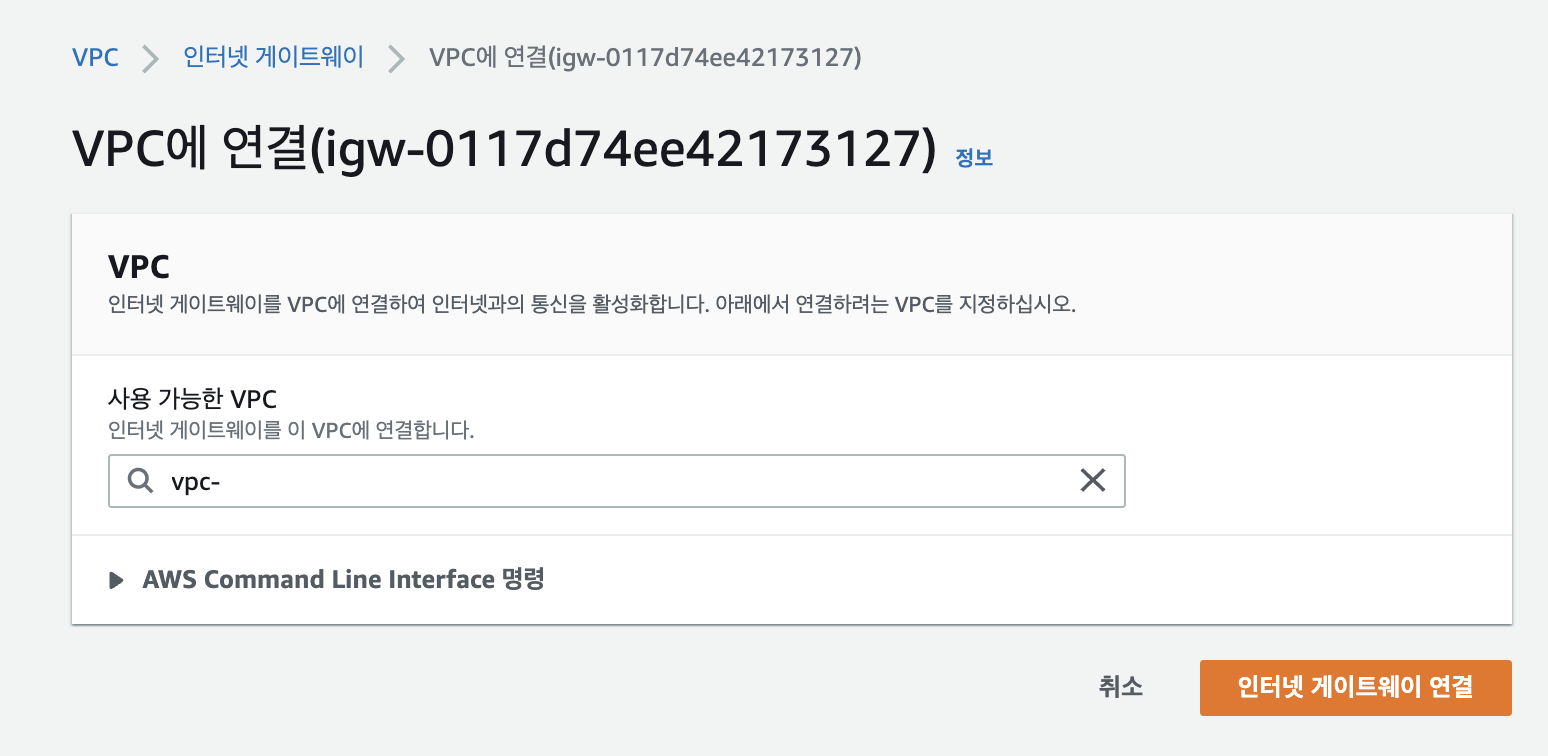 VPC 인터넷 게이트웨이 VPC에 연결(igw-0117d74ee42173127)
VPC에 연결(igw-0117d74ee42173127) 정보
VPC
인터넷 게이트웨이를 VPC에 연결하여 인터넷과의 통신을 활성화합니다. 아래에서 연결하려는 VPC를 지정하십시오.
사용 가능한 VPC
인터넷 게이트웨이를 이 VPC에 연결합니다.
vpc-
AWS Command Line Interface 명령
취소 인터넷 게이트웨이 연결